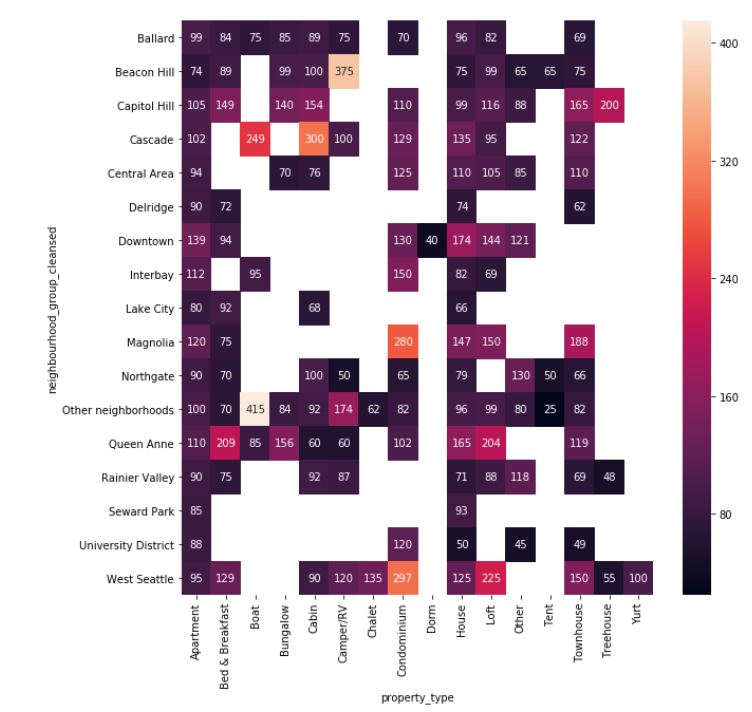 Ballard 99 84 75 85 89 75 70 96 82 69
Beacon Hill 74 89 99 100 375 75 99 65 65 75
Capitol Hill 105 149 140 154 110 99 116 88 165 200
Cascade 102 249 300 100 129 135 95 122
Central Area 94 70 76 125 110 105 85 110
Delridge 90 72 74 62
Downtown 139 94 130 40 174 144 121
Interbay 112 95 150 82 69
Lake City 80 92 68 66
Magnolia 120 75 280 147 150 188
Northgate 90 70 100 50 65 79 130 50 66
Other neighborhoods 100 70 415 84 92 174 62 82 96 99 80 25 82
Queen Anne 110 209 85 156 60 60 102 165 204 119
Rainier Valley 90 75 92 87 71 88 118 69 48
Seward Park 85 93
University District 88 120 50 45 49
West Seattle 95 129 90 120 135 297 125 225 150 55 100
neighbourhood_group_cleansed
Apartment
Bed & Breakfast
Boat
Bungalow
Cabin
Camper/RV
Chalet
Condominium
Dorm
House
Loft
Other
Tent
Townhouse
Treehouse
Yurt
property_type
400
320
240
160
80